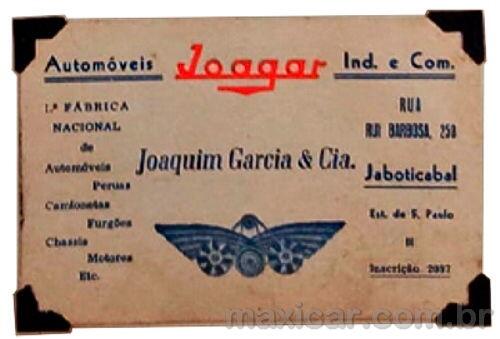 Automóveis Joagar Ind. e Com.
1.ª FÁBRICA
NACIONAL
de
Automóveis
Peruas
Camionetas
Furgões
Chassis
Motores
Etc.
Joaquim Garcia & Cia.
RUA
RUI BARBOSA, 250
Jaboticabal
Est. de S. Paulo
Inscrição 2097
maxicar.com.br